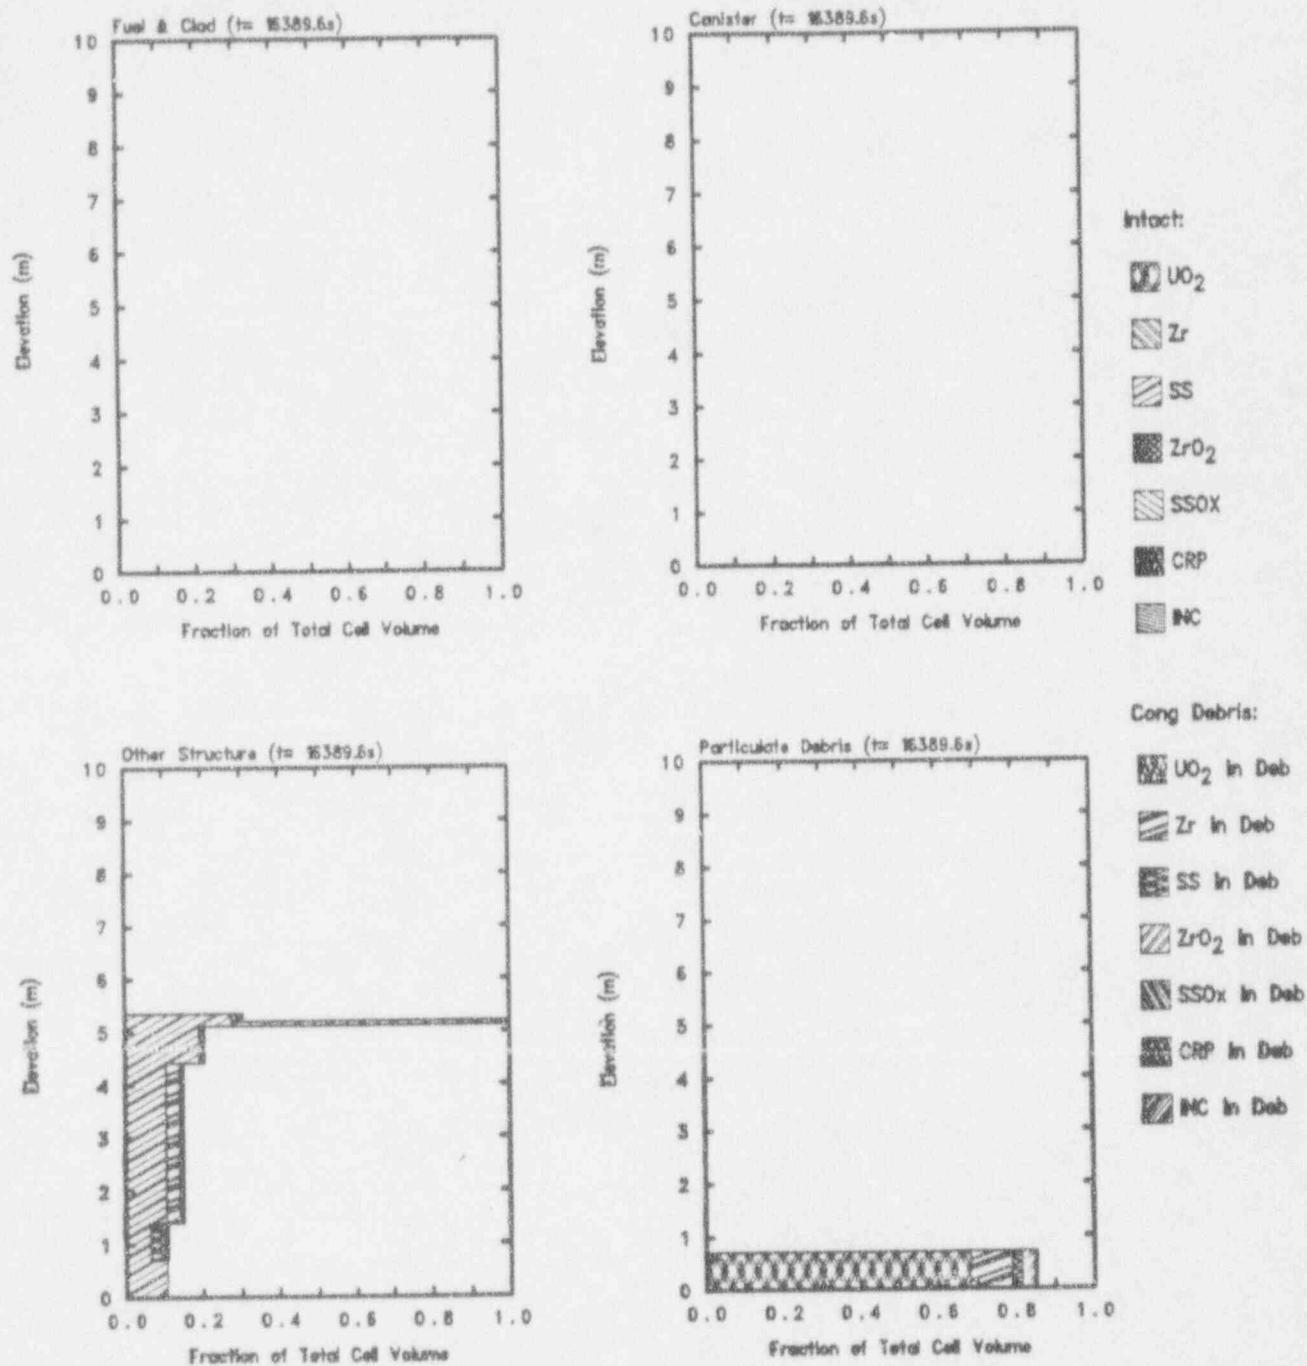 Fuel & Clad (t= 16389.6s)
10
9
8
7
6
5
4
3
2
1
0
Elevation (m)
0.0 0.2 0.4 0.6 0.8 1.0
Fraction of Total Cell Volume
Canister (t= 16389.6s)
10
9
8
7
6
5
4
3
2
1
0
Elevation (m)
0.0 0.2 0.4 0.6 0.8 1.0
Fraction of Total Cell Volume
Intact:
UO2
Zr
SS
ZrO2
SSOX
CRP
INC
Other Structure (t= 16389.6s)
10
9
8
7
6
5
4
3
2
1
0
Elevation (m)
0.0 0.2 0.4 0.6 0.8 1.0
Fraction of Total Cell Volume
Particulate Debris (t= 16389.6s)
10
9
8
7
6
5
4
3
2
1
0
Elevation (m)
0.0 0.2 0.4 0.6 0.8 1.0
Fraction of Total Cell Volume
Cong Debris:
UO2 in Deb
Zr in Deb
SS in Deb
ZrO2 in Deb
SSOx in Deb
CRP in Deb
INC in Deb